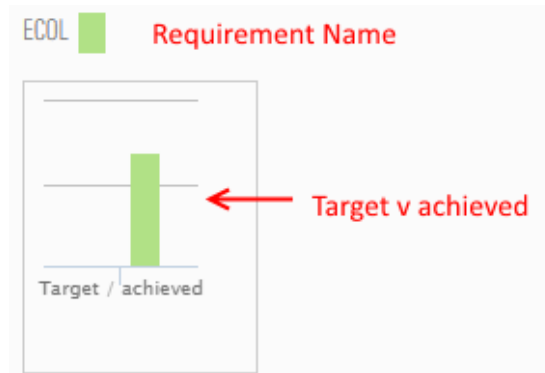 ECOL Requirement Name
Target v achieved
Target / achieved